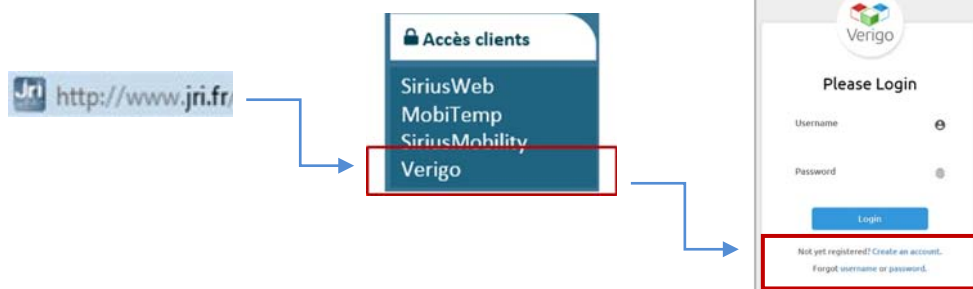 Jri http://www.jri.fr/
Accès clients
SiriusWeb
MobiTemp
SiriusMobility
Verigo
Verigo
Please Login
Username
Password
Login
Not yet registered? Create an account.
Forgot username or password.